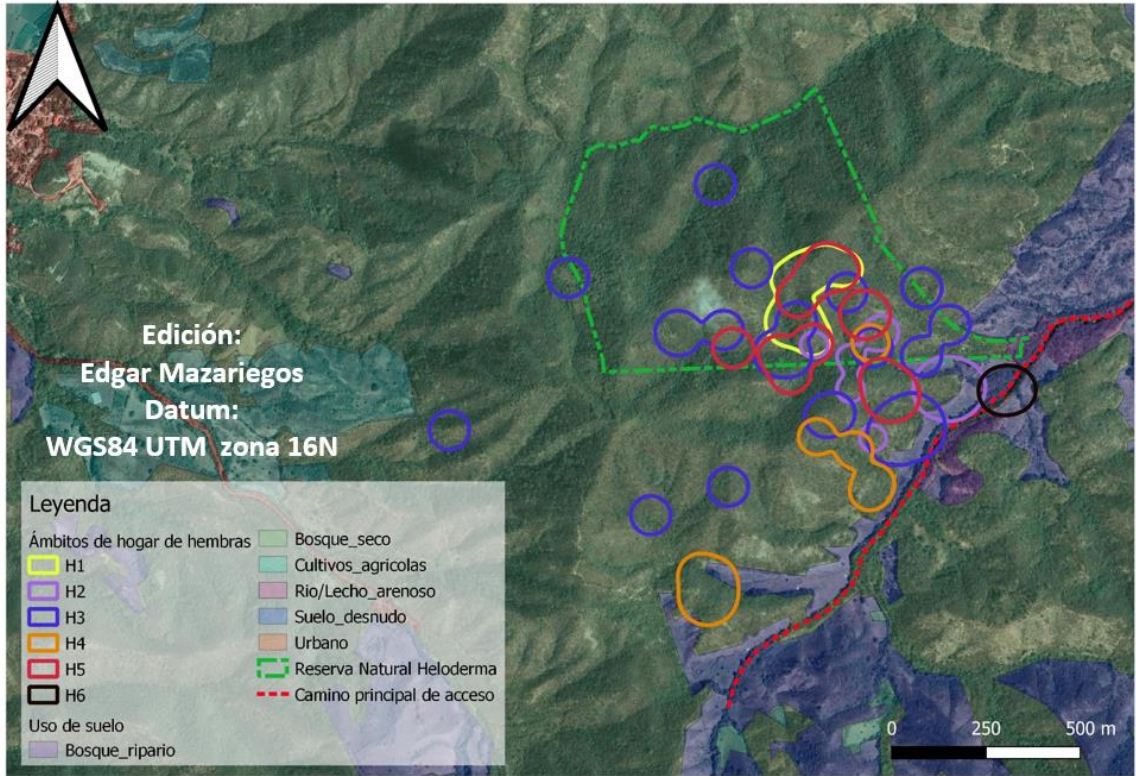 Edición:
Edgar Mazariegos
Datum:
WGS84 UTM zona 16N
Leyenda
Ámbitos de hogar de hembras
H1
H2
H3
H4
H5
H6
Uso de suelo
Bosque_ripario
Bosque_seco
Cultivos_agricolas
Rio/Lecho_arenoso
Suelo_desnudo
Urbano
Reserva Natural Heloderma
Camino principal de acceso
0 250 500 m